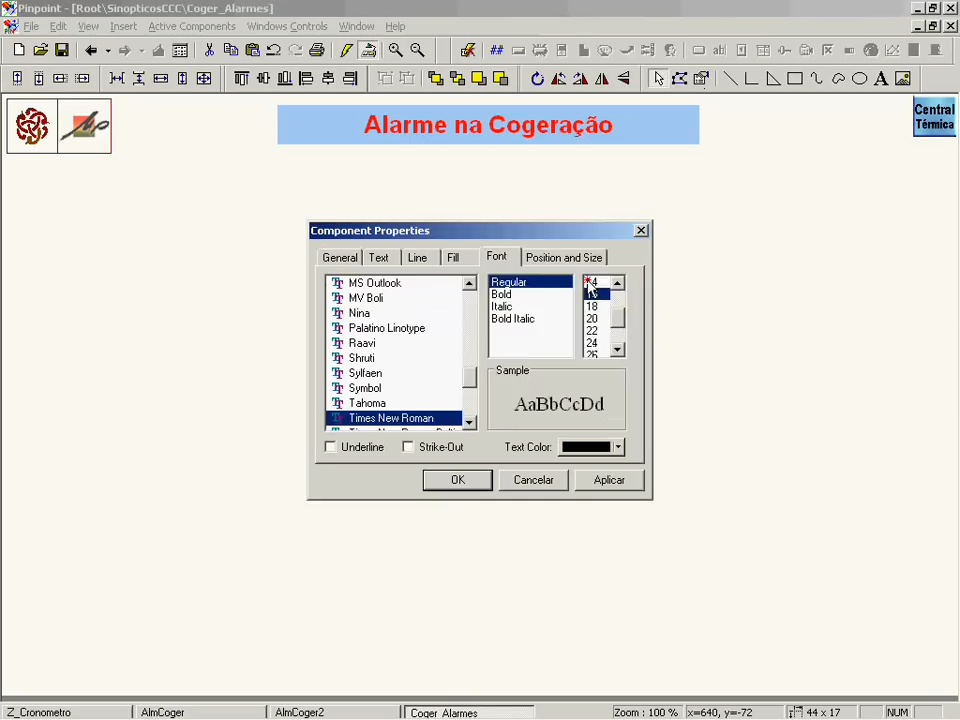 Pinpoint - [Root\SinopticosCCC\Coger_Alarmes]
File Edit View Insert Active Components Windows Controls Window Help
Alarme na Cogeração
Central
Térmica
Component Properties
General Text Line Fill Font Position and Size
MS Outlook
MV Boli
Nina
Palatino Linotype
Raavi
Shruti
Sylfaen
Symbol
Tahoma
Times New Roman
Regular
Bold
Italic
Bold Italic
18
20
22
24
26
Sample
AaBbCcDd
Underline Strike-Out Text Color:
OK Cancelar Aplicar
Z_Cronometro AlmCoger AlmCoger2 Coger_Alarmes Zoom : 100 % x=640, y=-72 44 x 17 NUM